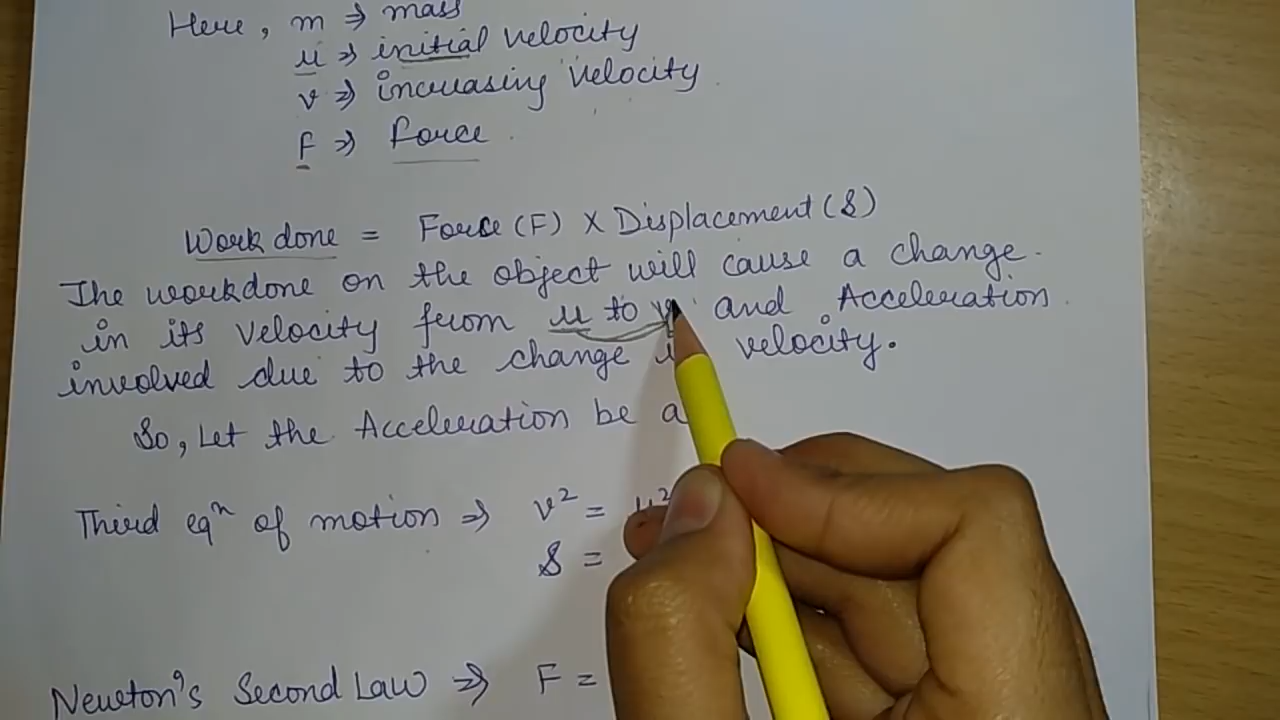 Here, m ⇒ mass
u ⇒ initial velocity
v ⇒ increasing velocity
F ⇒ force
Work done = Force (F) X Displacement (S)
The workdone on the object will cause a change
in its velocity from u to v and Acceleration
involved due to the change velocity.
So, Let the Acceleration be a
Third eqⁿ of motion ⇒ v² = u²
S =
Newton's Second Law ⇒ F =